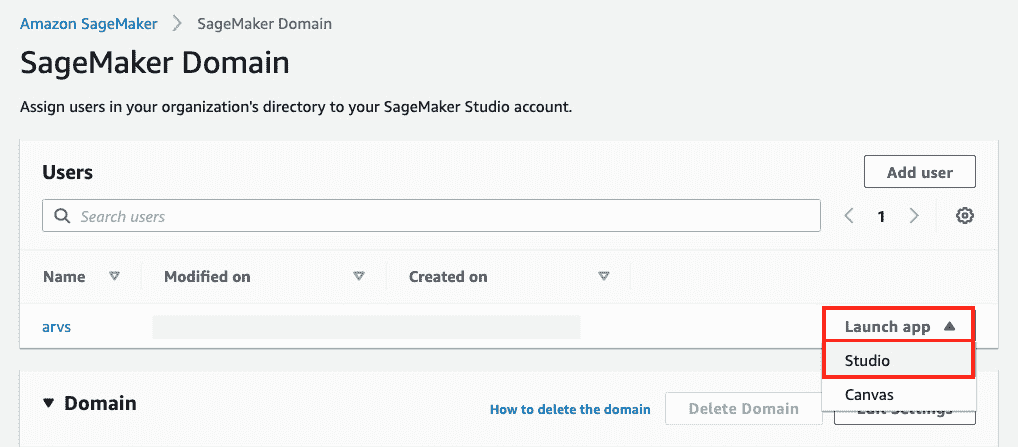 Amazon SageMaker > SageMaker Domain
SageMaker Domain
Assign users in your organization's directory to your SageMaker Studio account.
Users
Add user
Search users
1
Name Modified on Created on
arvs
Launch app
Studio
Canvas
Domain
How to delete the domain
Delete Domain
Edit Settings